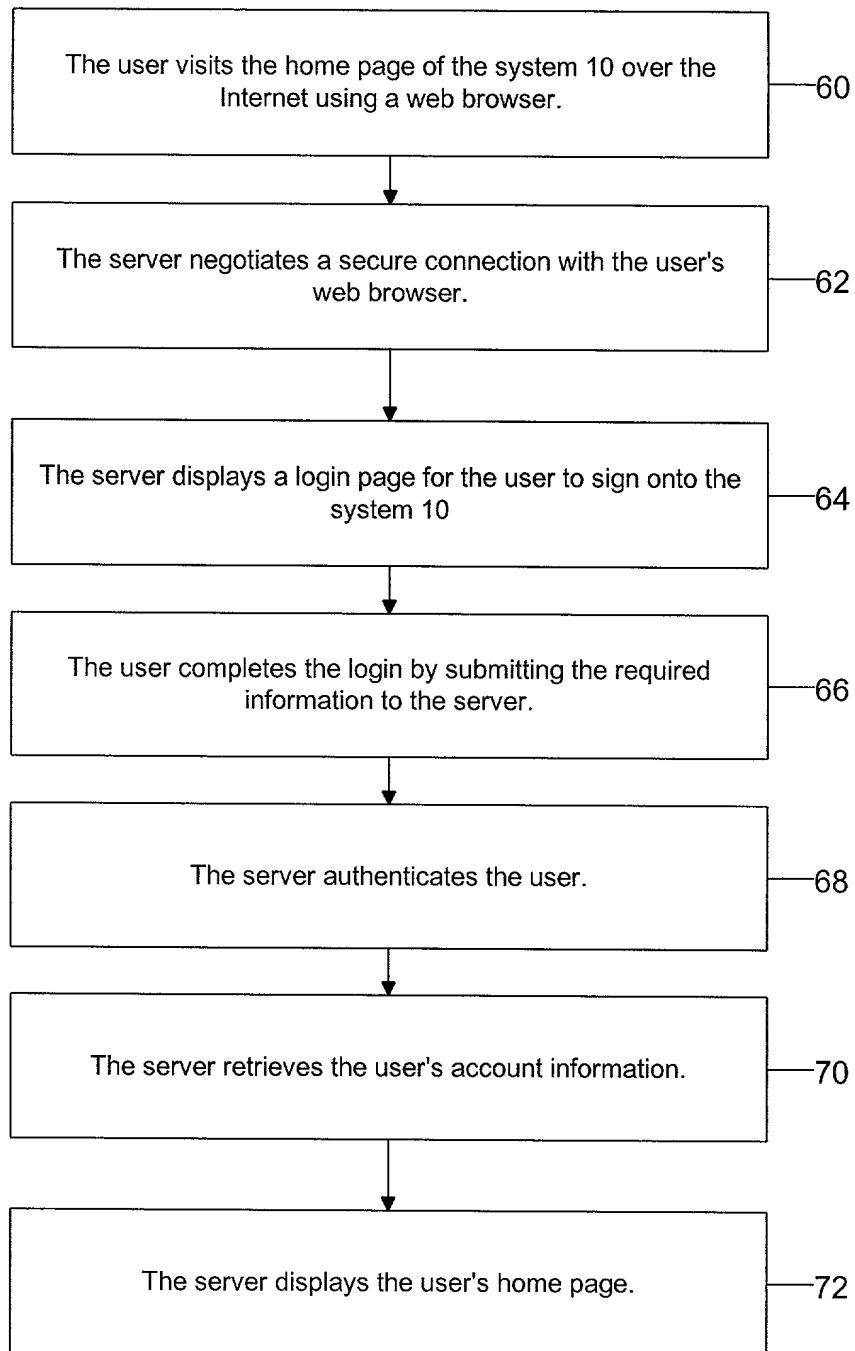 The user visits the home page of the system 10 over the
Internet using a web browser.
60
The server negotiates a secure connection with the user's
web browser.
62
The server displays a login page for the user to sign onto the
system 10
64
The user completes the login by submitting the required
information to the server.
66
The server authenticates the user.
68
The server retrieves the user's account information.
70
The server displays the user's home page.
72